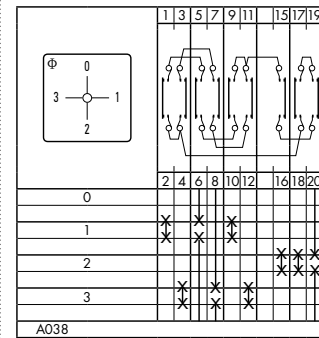 1 3 5 7 9 11 15 17 19
Φ 0
3 1
2
2 4 6 8 10 12 16 18 20
0
1 X X X
X X X
2 X X X
X X X
3 X X X
X X X
A038